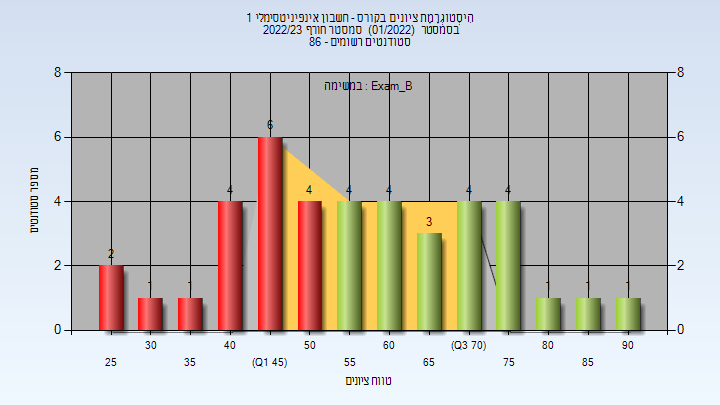 הִיסְטוֹגְרָמַת ציונים בקורס - חשבון אינפיניטסימלי 1
בסמסטר (01/2022) סמסטר חורף 2022/23
סטודנטים רשומים - 86
במשימה : Exam_B
מספר סטודנטים
8 8
6 6
4 4
2 2
0 0
2 1 1 4 6 4 4 4 3 4 4 1 1 1
25 30 35 40 (Q1 45) 50 55 60 65 (Q3 70) 75 80 85 90
טווח ציונים